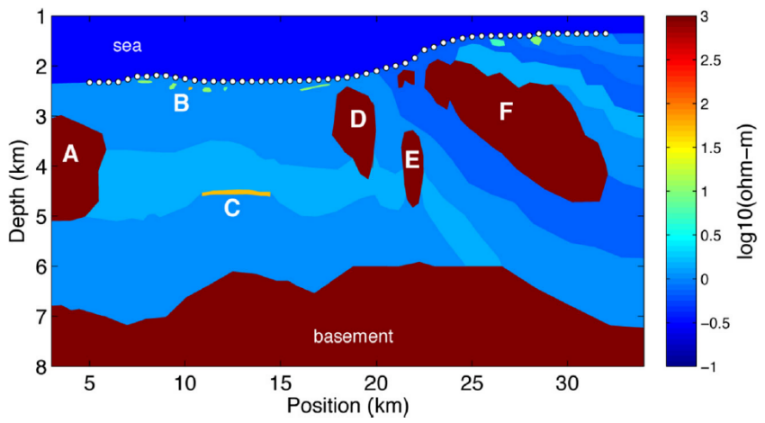 1
2
3
4
5
6
7
8
Depth (km)
sea
A
B
C
D
E
F
basement
5
10
15
20
25
30
Position (km)
3
2.5
2
1.5
1
0.5
0
−0.5
−1
log10(ohm−m)